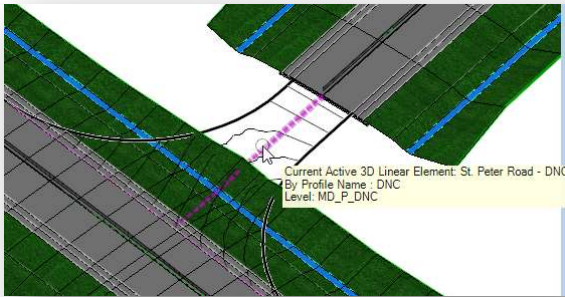 Current Active 3D Linear Element: St. Peter Road - DNC
By Profile Name : DNC
Level: MD_P_DNC